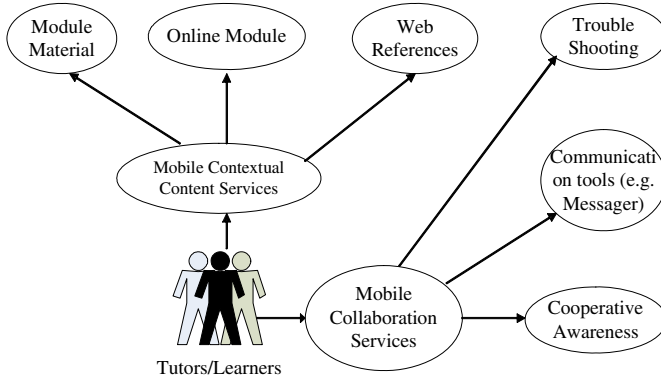 Module
Material
Online Module
Web
References
Trouble
Shooting
Mobile Contextual
Content Services
Communicati
on tools (e.g.
Messager)
Mobile
Collaboration
Services
Cooperative
Awareness
Tutors/Learners